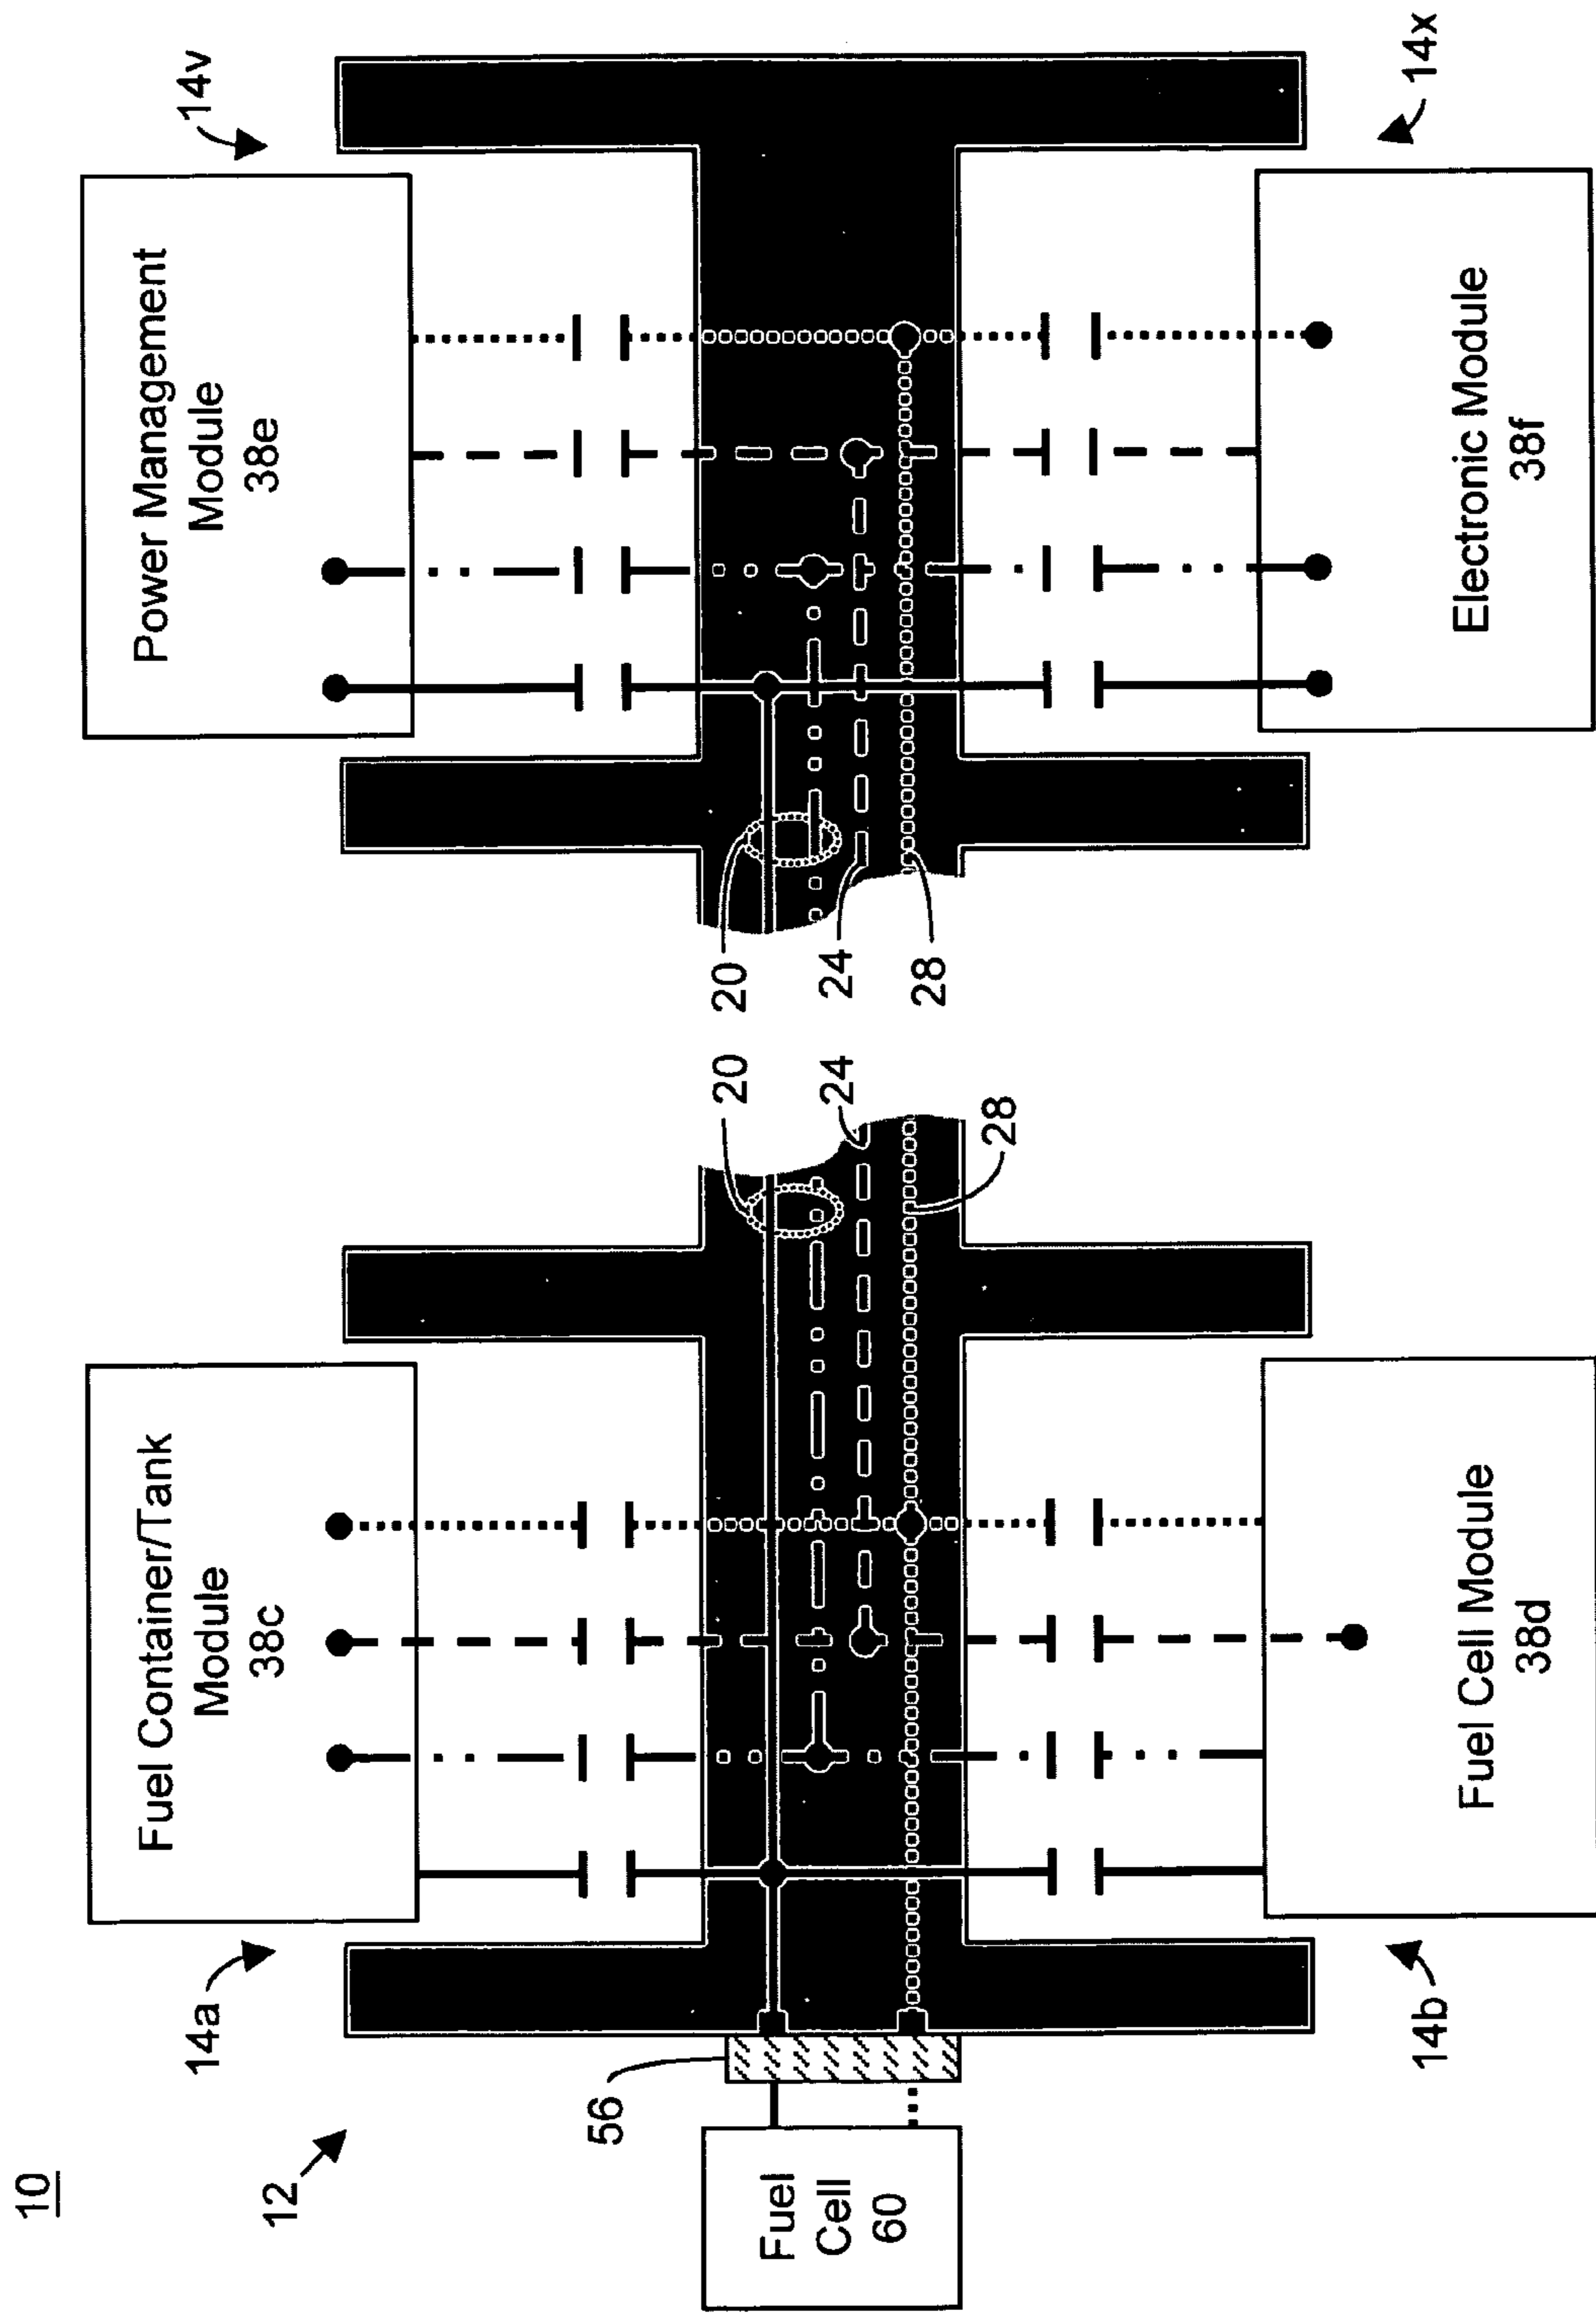 10
12
14a
Fuel Container/Tank
Module
38c
14v
Power Management
Module
38e
56
20
20
24
24
28
28
Fuel
Cell
60
14b
Fuel Cell Module
38d
14x
Electronic Module
38f